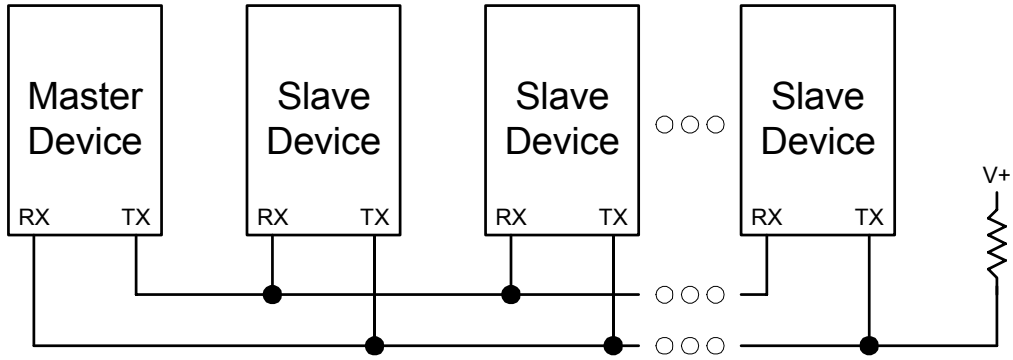 Master
Device
Slave
Device
Slave
Device
Slave
Device
V+
RX TX
RX TX
RX TX
RX TX